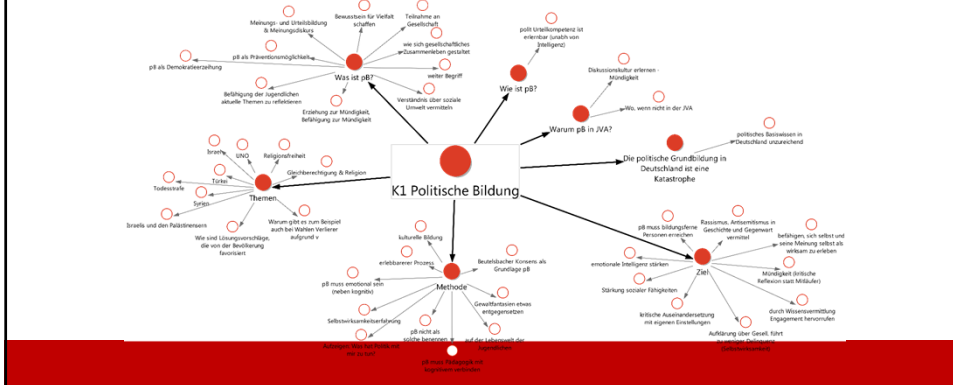 Meinungs- und Urteilsbildung
& Meinungsdiskurs
Bewusstsein für Vielfalt
schaffen
Teilnahme an
Gesellschaft
wie sich gesellschaftliches
Zusammenleben gestaltet
pB als Präventionsmöglichkeit
pB als Demokratieerziehung
weiter Begriff
Was ist pB?
Befähigung der Jugendlichen
aktuelle Themen zu reflektieren
Erziehung zur Mündigkeit,
Befähigung zur Mündigkeit
Verständnis über soziale
Umwelt vermitteln
polit Urteilkompetenz ist
erlernbar (unabh von
Intelligenz)
Wie ist pB?
Diskussionskultur erlernen -
Mündigkeit
Wo, wenn nicht in der JVA
Warum pB in JVA?
politisches Basiswissen in
Deutschland unzureichend
Die politische Grundbildung in
Deutschland ist eine
Katastrophe
K1 Politische Bildung
Israel
UNO
Religionsfreiheit
Türkei
Gleichberechtigung & Religion
Todesstrafe
Syrien
Themen
Israelis und den Palästinensern
Wie sind Lösungsvorschläge,
die von der Bevölkerung
favorisiert
Warum gibt es zum Beispiel
auch bei Wahlen Verlierer
aufgrund v
kulturelle Bildung
erlebbarer Prozess
Beutelsbacher Konsens als
Grundlage pB
pB muss emotional sein
(neben kognitiv)
Methode
Gewaltfantasien etwas
entgegensetzen
Selbstwirksamkeitserfahrung
pB nicht als
solche benennen
auf der Lebenswelt der
Jugendlichen
pB muss Pädagogik mit
Kognitivem verbinden
pB muss bildungsferne
Personen erreichen
Rassismus, Antisemitismus in
Geschichte und Gegenwart
vermittel
befähigen, sich selbst und
seine Meinung selbst als
wirksam zu erleben
emotionale Intelligenz stärken
Ziel
Mündigkeit (kritische
Reflexion statt Mitläufer)
Stärkung sozialer Fähigkeiten
kritische Auseinandersetzung
mit eigenen Einstellungen
durch Wissensvermittlung
Engagement hervorrufen
Aufklärung über Gesell. führt
zu weniger Delinquenz